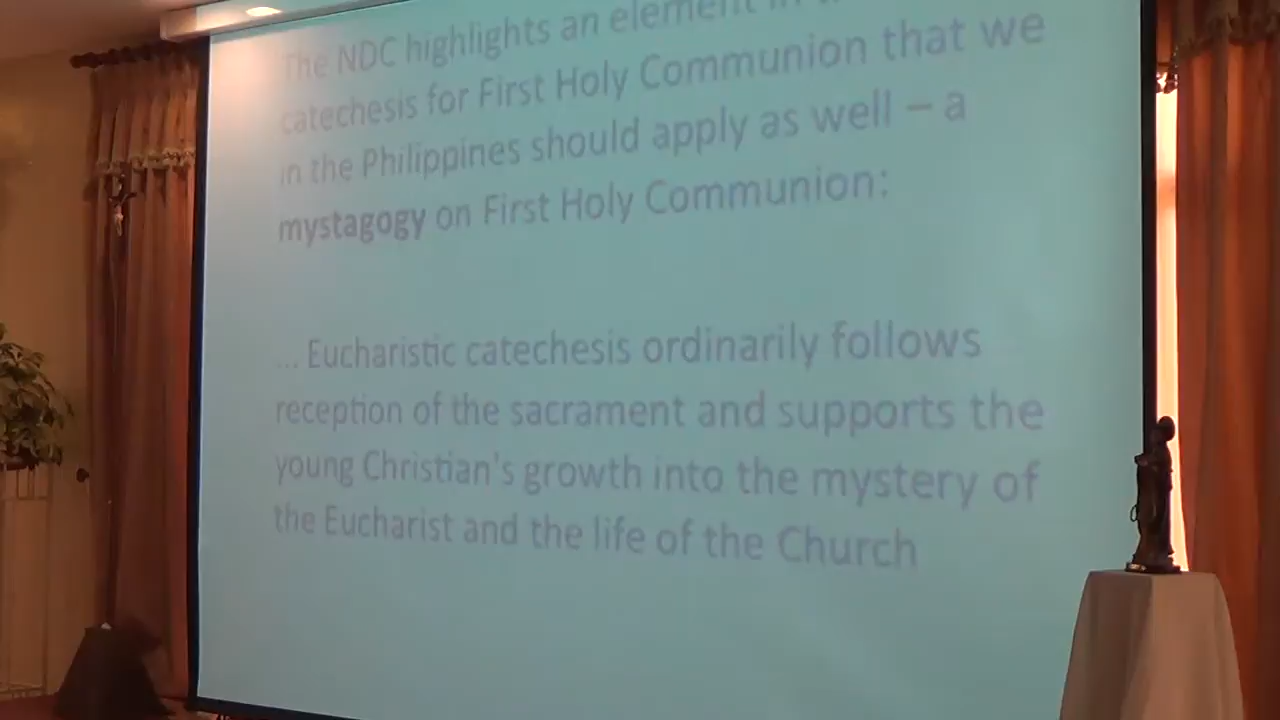 The NDC highlights an element in
catechesis for First Holy Communion that we
in the Philippines should apply as well – a
mystagogy on First Holy Communion:
... Eucharistic catechesis ordinarily follows
reception of the sacrament and supports the
young Christian's growth into the mystery of
the Eucharist and the life of the Church